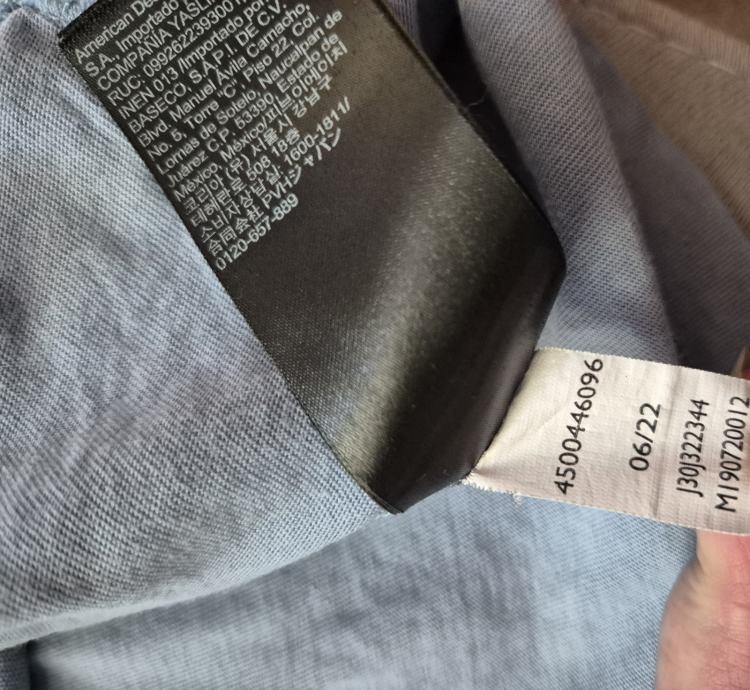 American De
S.A. Importado
COMPAÑÍA YASL
RUC: 099262239300
INEN 013 /Importado por
BASECO, S.A.P.I. DE C.V.
Blvd. Manuel Ávila Camacho,
No. 5, Torre "C" Piso 22 Col.
Lomas de Sotelo, Naucalpan de
Juárez C.P. 53390, Estado de
México, México/피브이에이치
코리아 (유) 서울시 강남구
테헤란로 508 18층
소비자상담실 1600-1811/
合同会社 PVHジャパン
0120-657-889
4500446096
06/22
J30J322344
M190720012